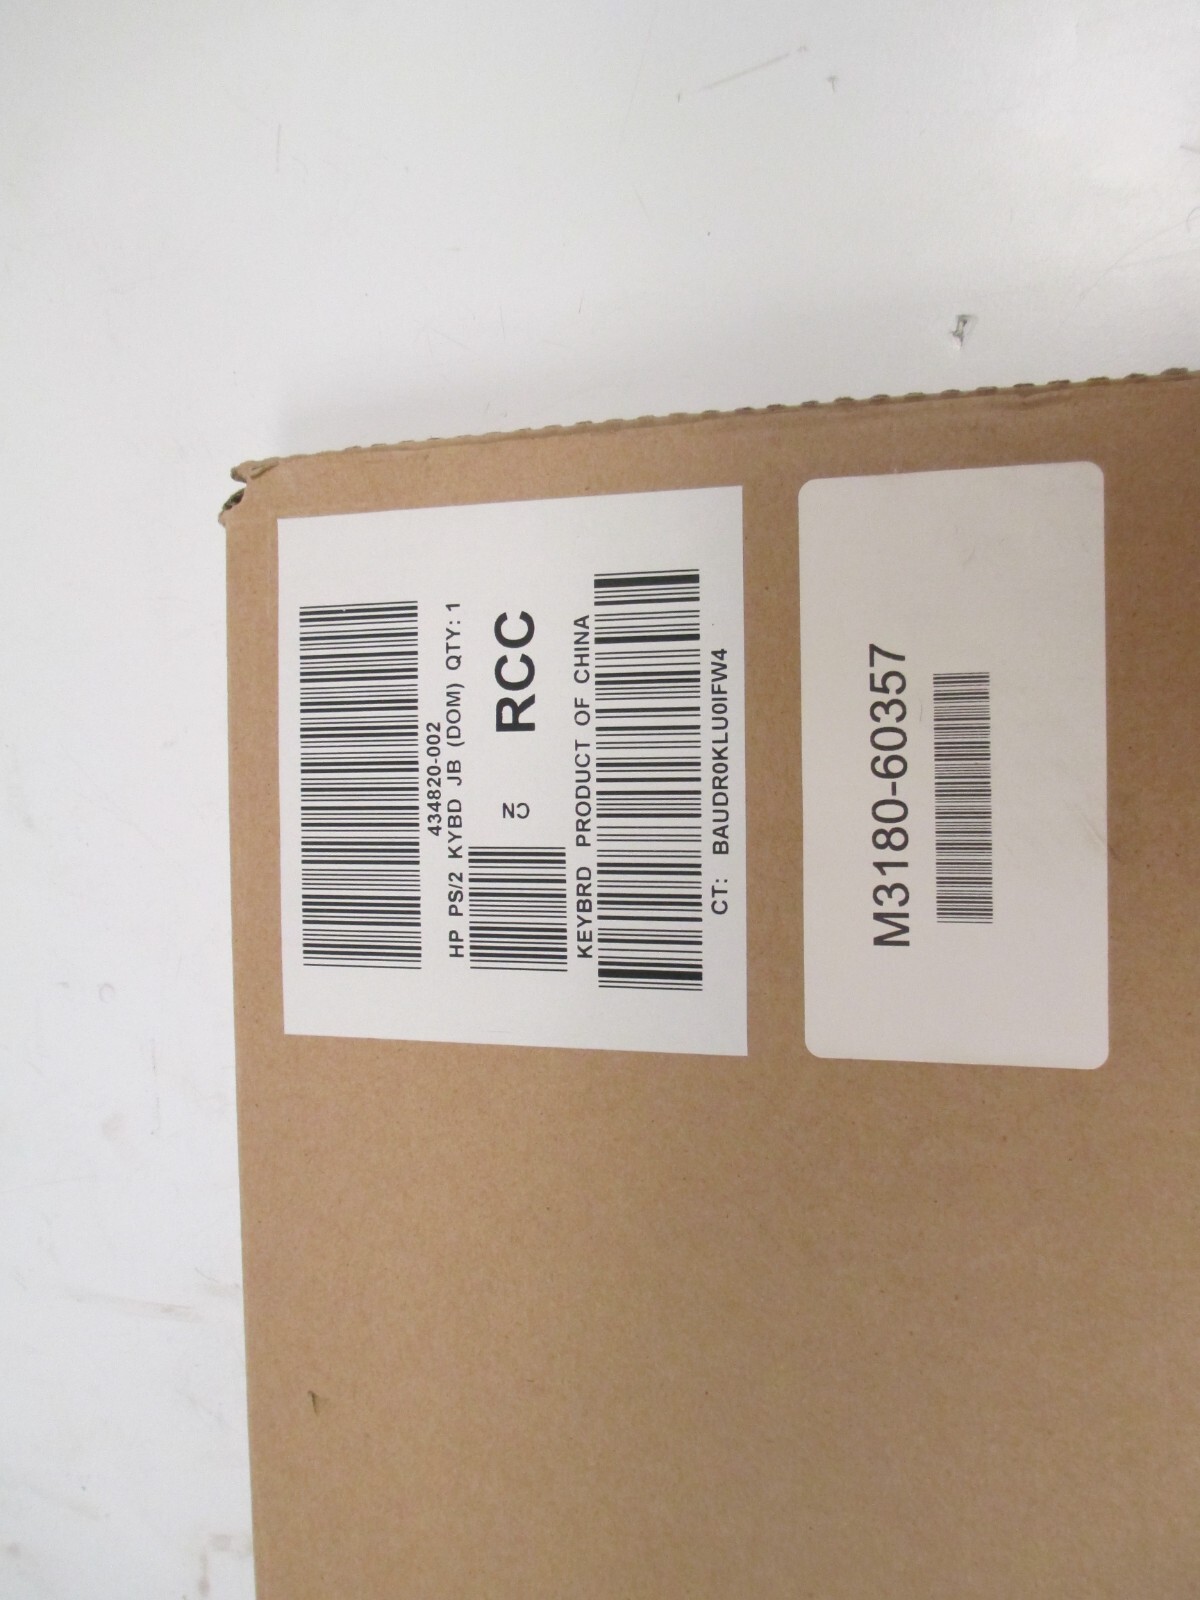 434820-002
HP PS/2 KYBD JB (DOM) QTY: 1
RCC
KEYBRD PRODUCT OF CHINA
CT: BAUDR0KLU0IFW4
M3180-60357